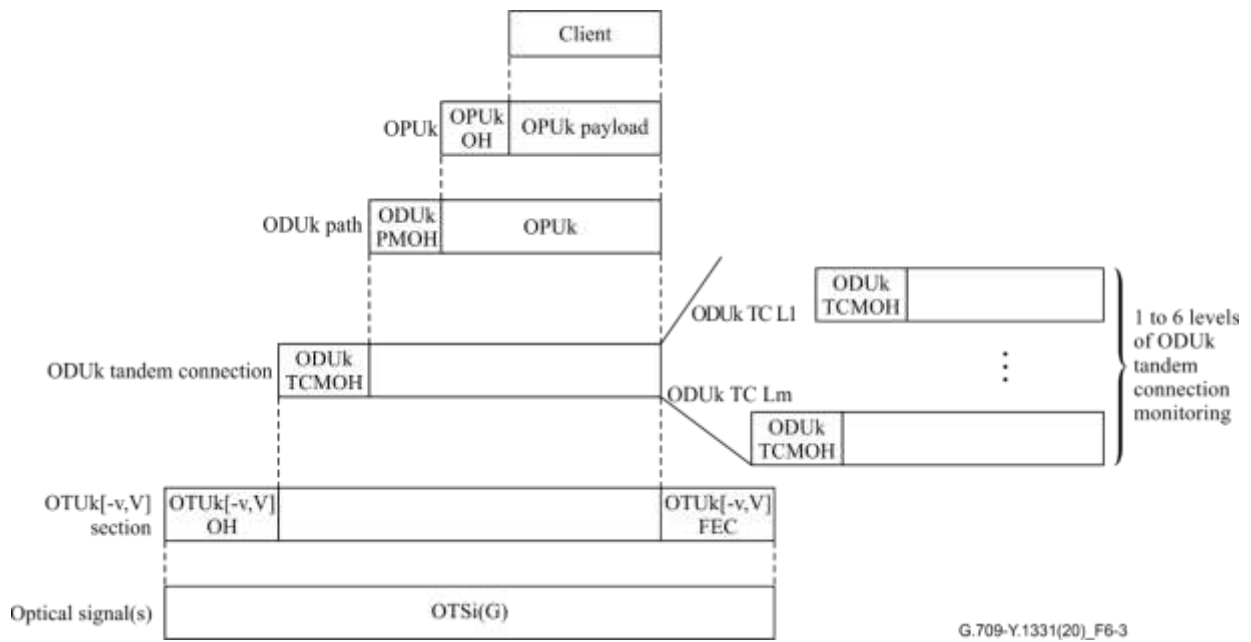 Client
OPUk
OPUk
OH
OPUk payload
ODUk path
ODUk
PMOH
OPUk
ODUk tandem connection
ODUk
TCMOH
ODUk TC L1
ODUk
TCMOH
ODUk TC Lm
ODUk
TCMOH
1 to 6 levels
of ODUk
tandem
connection
monitoring
OTUk[-v,V]
section
OTUk[-v,V]
OH
OTUk[-v,V]
FEC
Optical signal(s)
OTSi(G)
G.709-Y.1331(20)_F6-3